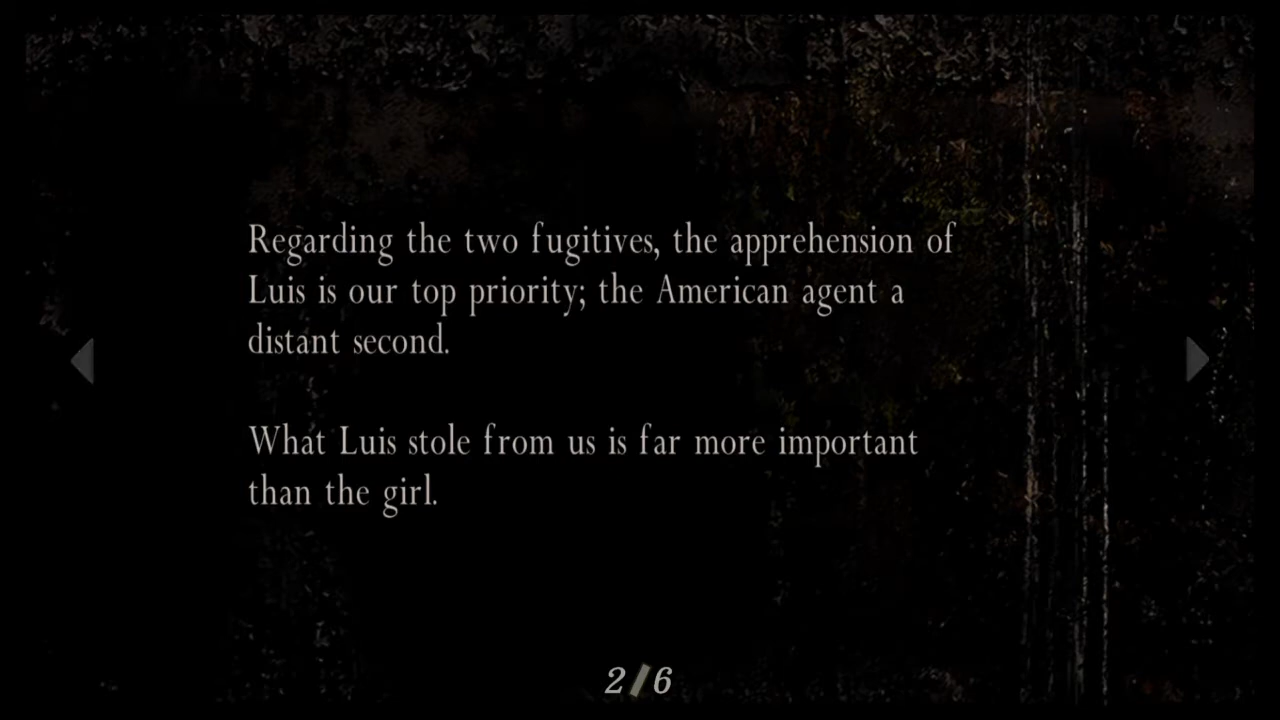 Regarding the two fugitives, the apprehension of
Luis is our top priority; the American agent a
distant second.
What Luis stole from us is far more important
than the girl.
2/6